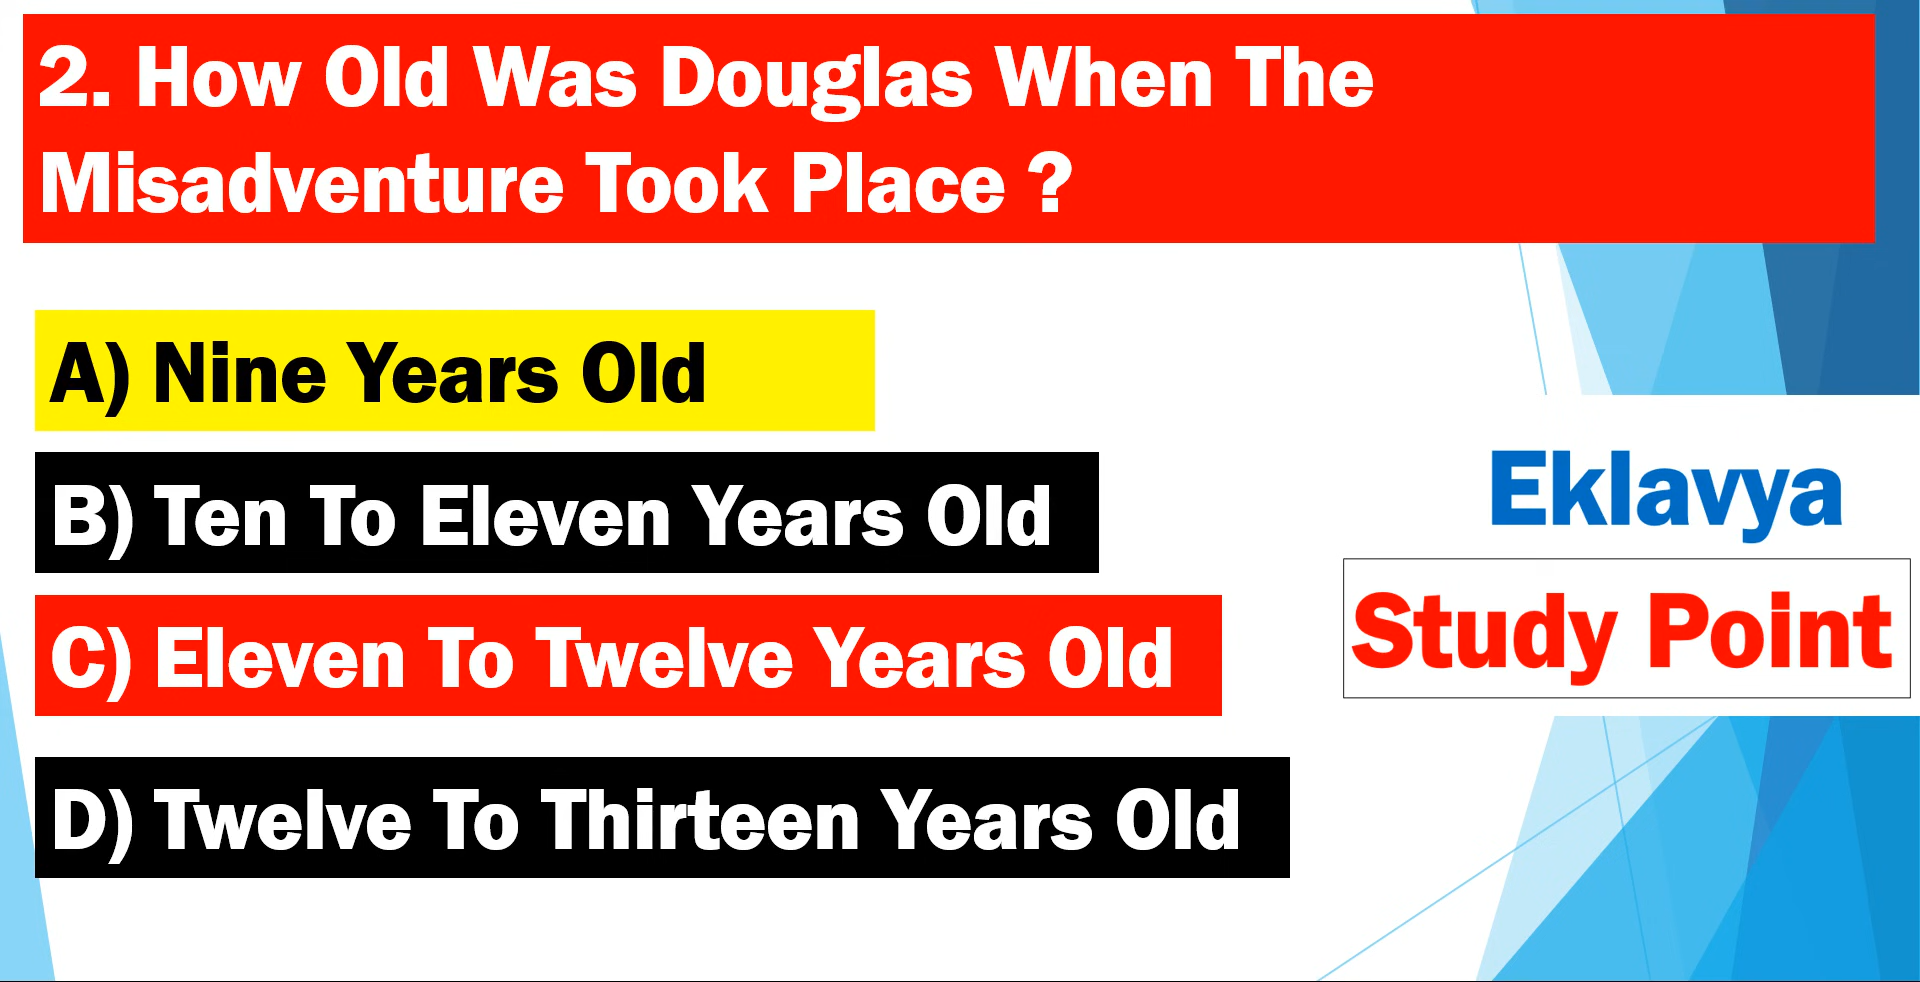 2. How Old Was Douglas When The
Misadventure Took Place ?
A) Nine Years Old
B) Ten To Eleven Years Old
C) Eleven To Twelve Years Old
D) Twelve To Thirteen Years Old
Eklavya
Study Point